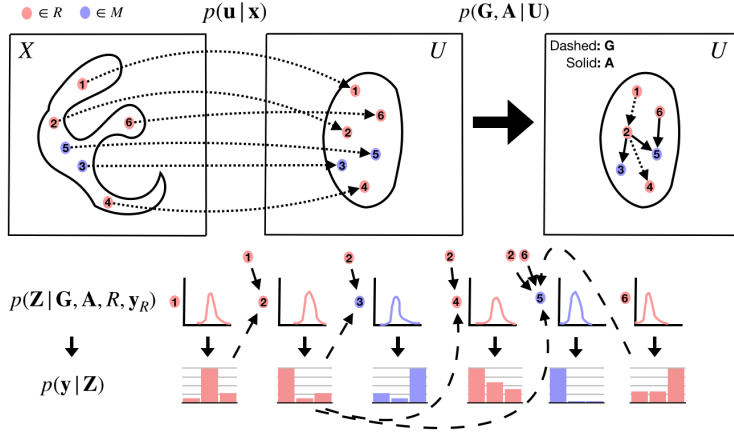 ∈ R ∈ M
p(u | x)
p(G, A | U)
X
U
Dashed: G
Solid: A
U
1
2
6
5
3
4
1
6
2
5
3
4
1
2
6
5
3
4
1 2 2 2 6
p(Z | G, A, R, y_R)
1 2 3 4 5 6
p(y | Z)